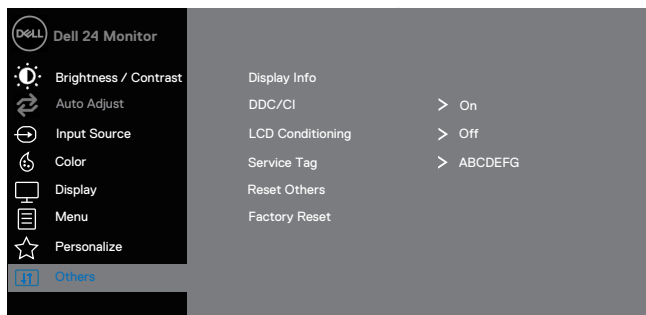 DELL Dell 24 Monitor
Brightness / Contrast Display Info
Auto Adjust DDC/CI > On
Input Source LCD Conditioning > Off
Color Service Tag > ABCDEFG
Display Reset Others
Menu Factory Reset
Personalize
Others